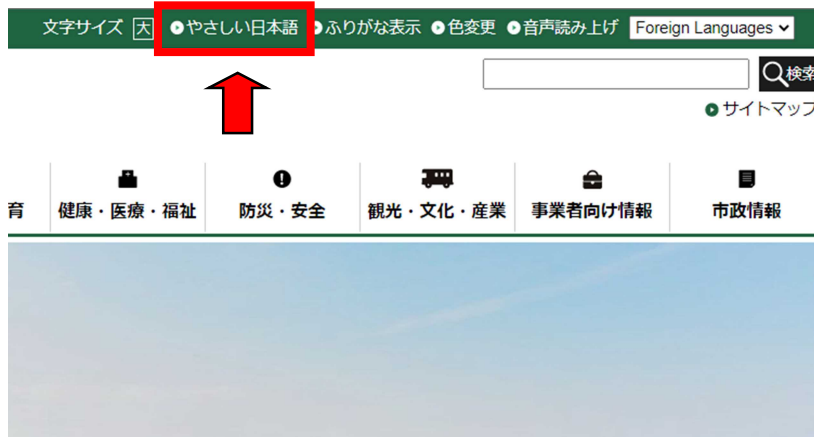 文字サイズ 大 やさしい日本語 ふりがな表示 色変更 音声読み上げ Foreign Languages
検索
サイトマップ
育 健康・医療・福祉 防災・安全 観光・文化・産業 事業者向け情報 市政情報